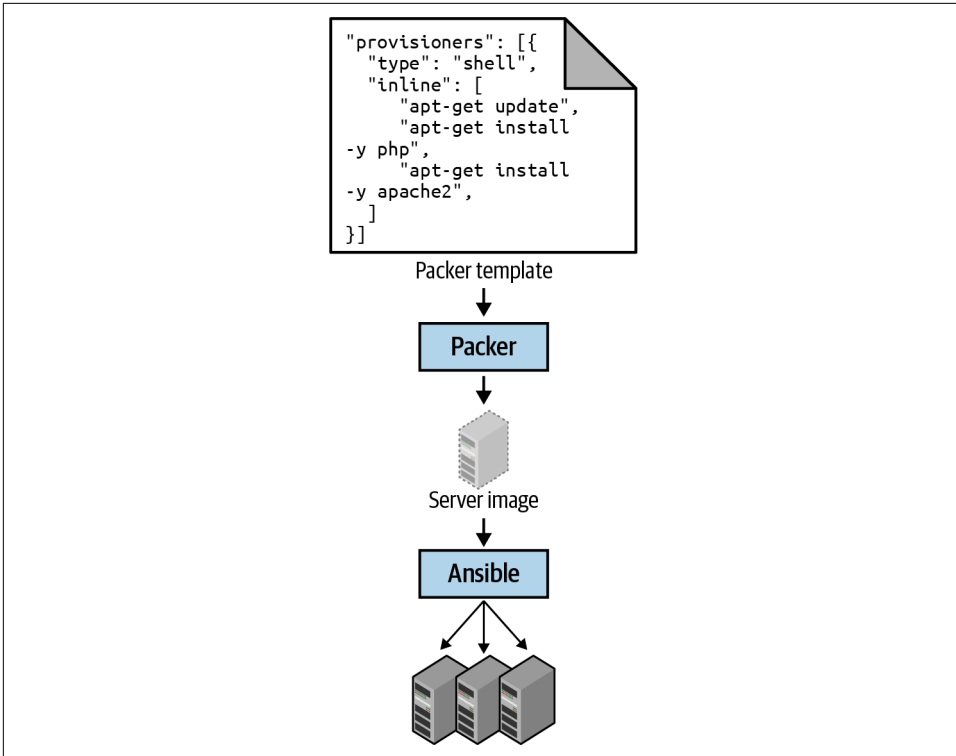 "provisioners": [{
  "type": "shell",
  "inline": [
     "apt-get update",
     "apt-get install
-y php",
     "apt-get install
-y apache2",
  ]
}]
Packer template
Packer
Server image
Ansible